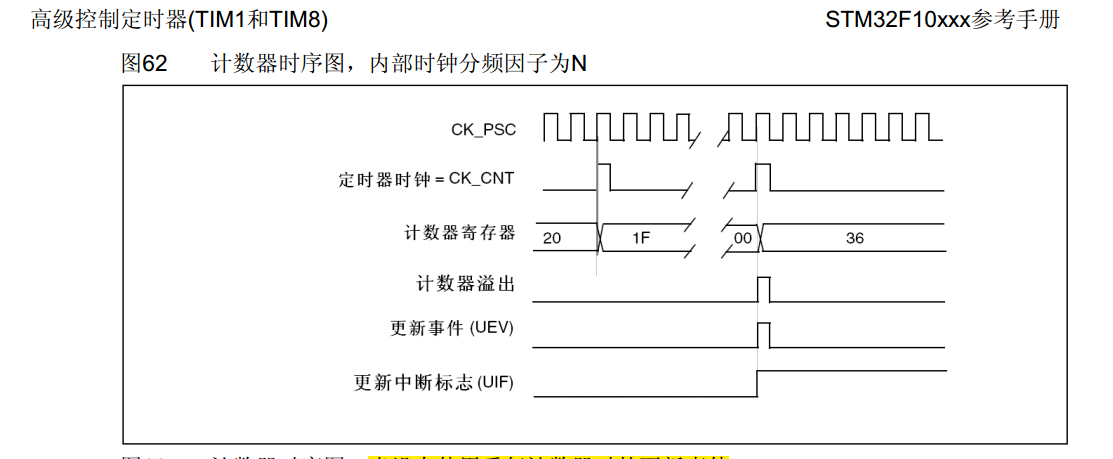 高级控制定时器(TIM1和TIM8) STM32F10xxx参考手册
图62 计数器时序图，内部时钟分频因子为N
CK_PSC
定时器时钟 = CK_CNT
计数器寄存器 20 1F 00 36
计数器溢出
更新事件 (UEV)
更新中断标志 (UIF)